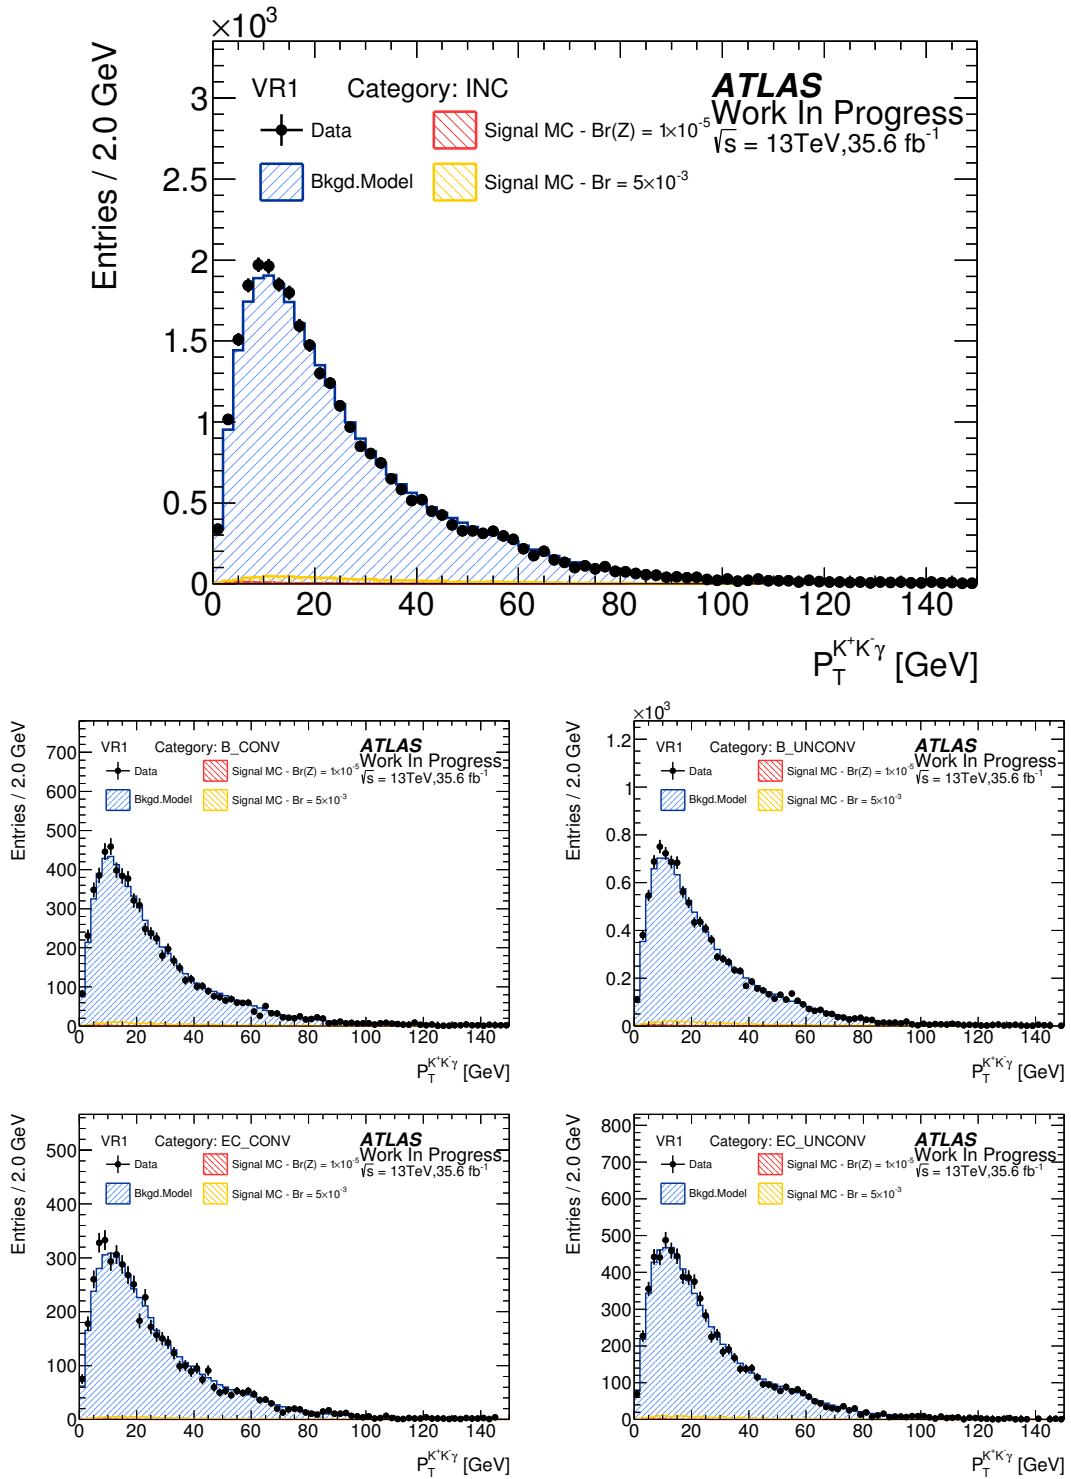 ×10³
Entries / 2.0 GeV
VR1 Category: INC
ATLAS
Work In Progress
√s = 13TeV,35.6 fb⁻¹
Data
Signal MC - Br(Z) = 1×10⁻⁵
Bkgd.Model
Signal MC - Br = 5×10⁻³
3
2.5
2
1.5
1
0.5
0
0 20 40 60 80 100 120 140
P_T^{K⁺K⁻γ} [GeV]
Entries / 2.0 GeV
VR1 Category: B_CONV
ATLAS
Work In Progress
√s = 13TeV,35.6 fb⁻¹
Data
Signal MC - Br(Z) = 1×10⁻⁵
Bkgd.Model
Signal MC - Br = 5×10⁻³
700
600
500
400
300
200
100
0
0 20 40 60 80 100 120 140
P_T^{K⁺K⁻γ} [GeV]
×10³
Entries / 2.0 GeV
VR1 Category: B_UNCONV
ATLAS
Work In Progress
√s = 13TeV,35.6 fb⁻¹
Data
Signal MC - Br(Z) = 1×10⁻⁵
Bkgd.Model
Signal MC - Br = 5×10⁻³
1.2
1
0.8
0.6
0.4
0.2
0
0 20 40 60 80 100 120 140
P_T^{K⁺K⁻γ} [GeV]
Entries / 2.0 GeV
VR1 Category: EC_CONV
ATLAS
Work In Progress
√s = 13TeV,35.6 fb⁻¹
Data
Signal MC - Br(Z) = 1×10⁻⁵
Bkgd.Model
Signal MC - Br = 5×10⁻³
500
400
300
200
100
0
0 20 40 60 80 100 120 140
P_T^{K⁺K⁻γ} [GeV]
Entries / 2.0 GeV
VR1 Category: EC_UNCONV
ATLAS
Work In Progress
√s = 13TeV,35.6 fb⁻¹
Data
Signal MC - Br(Z) = 1×10⁻⁵
Bkgd.Model
Signal MC - Br = 5×10⁻³
800
700
600
500
400
300
200
100
0
0 20 40 60 80 100 120 140
P_T^{K⁺K⁻γ} [GeV]